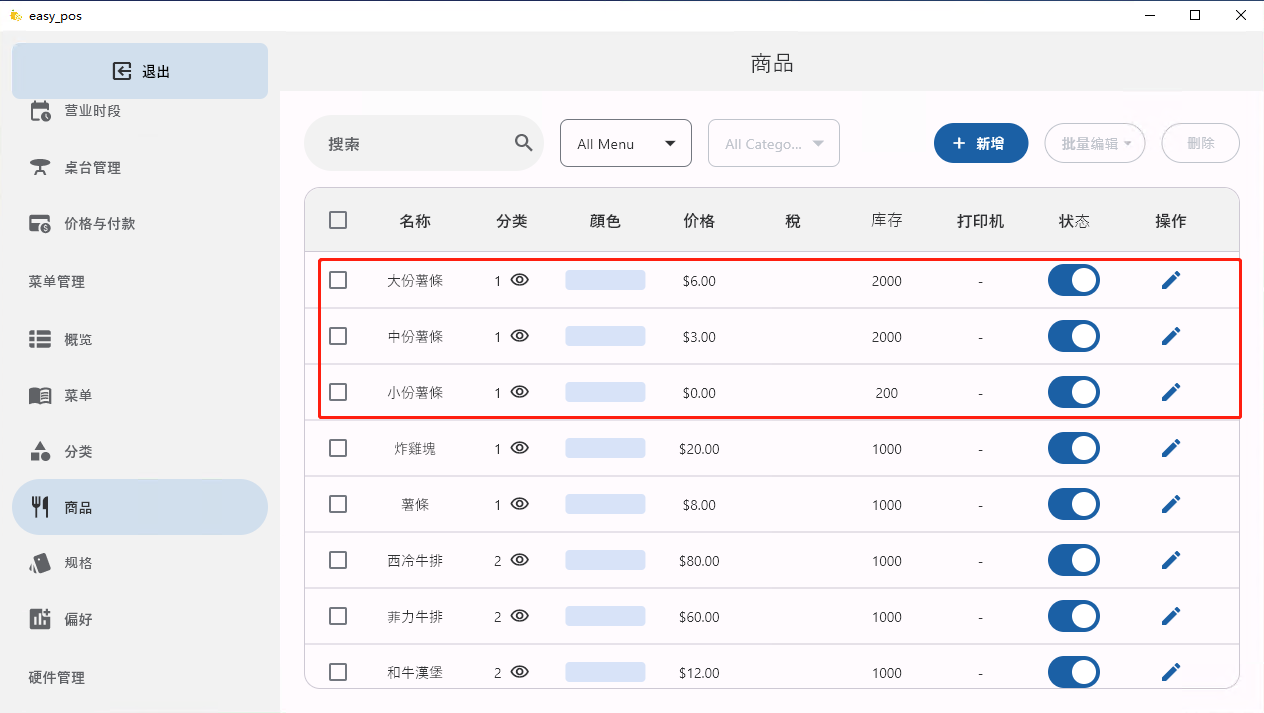 easy_pos
退出
营业时段
桌台管理
价格与付款
菜单管理
概览
菜单
分类
商品
规格
偏好
硬件管理
商品
搜索 All Menu All Catego... + 新增 批量编辑 删除
名称 分类 顔色 价格 税 库存 打印机 状态 操作
大份薯條 1 $6.00 2000 -
中份薯條 1 $3.00 2000 -
小份薯條 1 $0.00 200 -
炸雞塊 1 $20.00 1000 -
薯條 1 $8.00 1000 -
西冷牛排 2 $80.00 1000 -
菲力牛排 2 $60.00 1000 -
和牛漢堡 2 $12.00 1000 -